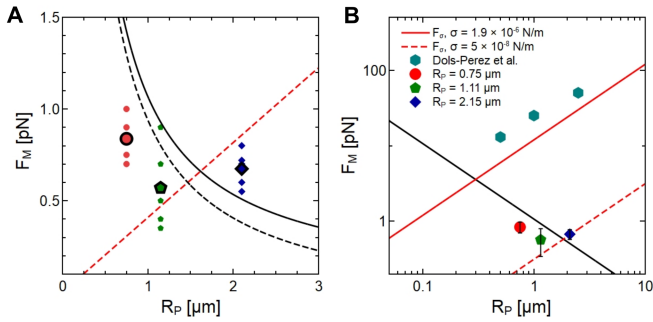 A
F_M [pN]
1.5
1.0
0.5
0
1
2
3
R_P [µm]
B
F_σ, σ = 1.9 × 10⁻⁶ N/m
F_σ, σ = 5 × 10⁻⁸ N/m
Dols-Perez et al.
R_P = 0.75 µm
R_P = 1.11 µm
R_P = 2.15 µm
F_M [pN]
100
1
0.1
1
10
R_P [µm]